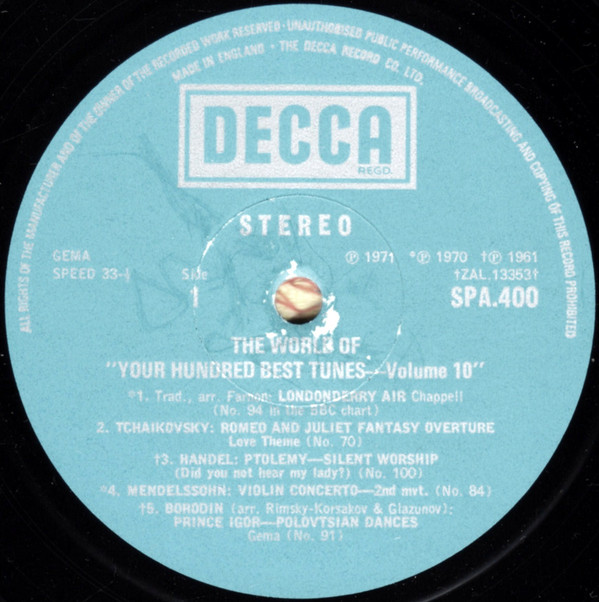 ALL RIGHTS OF THE MANUFACTURER AND OF THE OWNER OF THE RECORDED WORK RESERVED · UNAUTHORISED PUBLIC PERFORMANCE BROADCASTING AND COPYING OF THIS RECORD PROHIBITED
MADE IN ENGLAND · THE DECCA RECORD CO. LTD.
DECCA
REGD.
STEREO
GEMA ℗ 1971 *℗ 1970 †℗ 1961
SPEED 33⅓ Side †ZAL.13353†
1 SPA.400
THE WORLD OF
"YOUR HUNDRED BEST TUNES—Volume 10"
*1. Trad., arr. Farnon: LONDONDERRY AIR Chappell
(No. 94 in the BBC chart)
2. TCHAIKOVSKY: ROMEO AND JULIET FANTASY OVERTURE
Love Theme (No. 70)
†3. HANDEL: PTOLEMY—SILENT WORSHIP
(Did you not hear my lady?) (No. 100)
*4. MENDELSSOHN: VIOLIN CONCERTO—2nd mvt. (No. 84)
†5. BORODIN (arr. Rimsky-Korsakov & Glazunov):
PRINCE IGOR—POLOVTSIAN DANCES
Gema (No. 91)